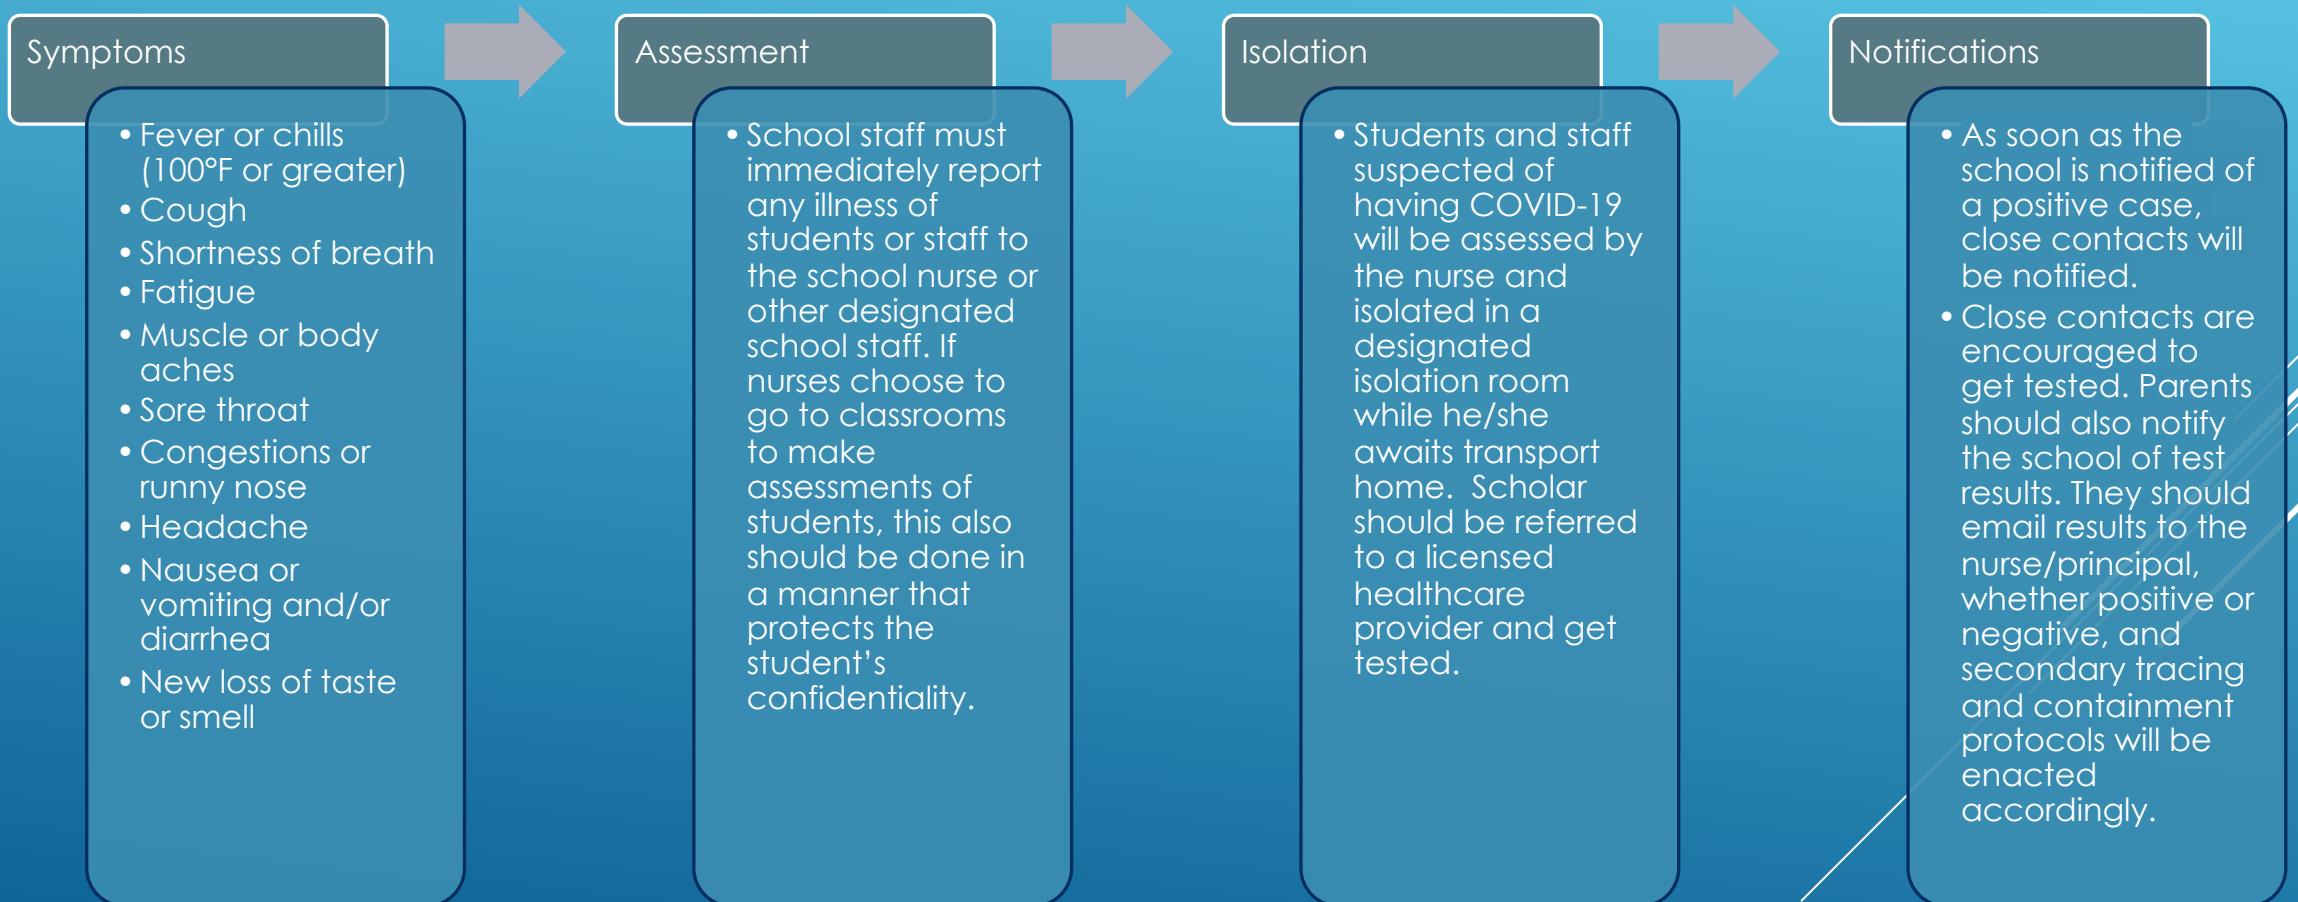 Symptoms
• Fever or chills
(100°F or greater)
• Cough
• Shortness of breath
• Fatigue
• Muscle or body
aches
• Sore throat
• Congestions or
runny nose
• Headache
• Nausea or
vomiting and/or
diarrhea
• New loss of taste
or smell
Assessment
• School staff must
immediately report
any illness of
students or staff to
the school nurse or
other designated
school staff. If
nurses choose to
go to classrooms
to make
assessments of
students, this also
should be done in
a manner that
protects the
student’s
confidentiality.
Isolation
• Students and staff
suspected of
having COVID-19
will be assessed by
the nurse and
isolated in a
designated
isolation room
while he/she
awaits transport
home.  Scholar
should be referred
to a licensed
healthcare
provider and get
tested.
Notifications
• As soon as the
school is notified of
a positive case,
close contacts will
be notified.
• Close contacts are
encouraged to
get tested. Parents
should also notify
the school of test
results. They should
email results to the
nurse/principal,
whether positive or
negative, and
secondary tracing
and containment
protocols will be
enacted
accordingly.